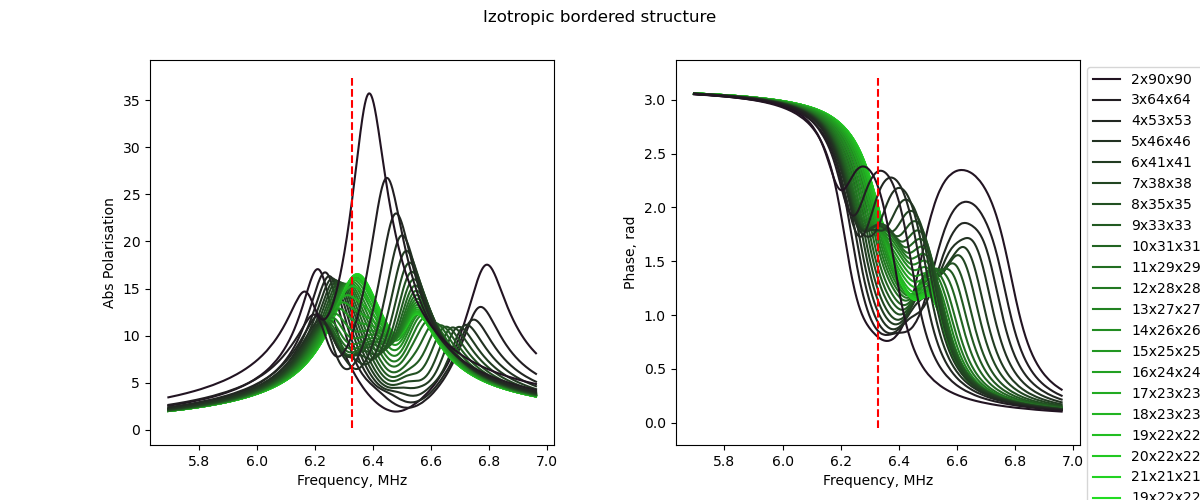 Izotropic bordered structure
Abs Polarisation
35
30
25
20
15
10
5
0
5.8 6.0 6.2 6.4 6.6 6.8 7.0
Frequency, MHz
Phase, rad
3.0
2.5
2.0
1.5
1.0
0.5
0.0
5.8 6.0 6.2 6.4 6.6 6.8 7.0
Frequency, MHz
2x90x90
3x64x64
4x53x53
5x46x46
6x41x41
7x38x38
8x35x35
9x33x33
10x31x31
11x29x29
12x28x28
13x27x27
14x26x26
15x25x25
16x24x24
17x23x23
18x23x23
19x22x22
20x22x22
21x21x21
19x22x22